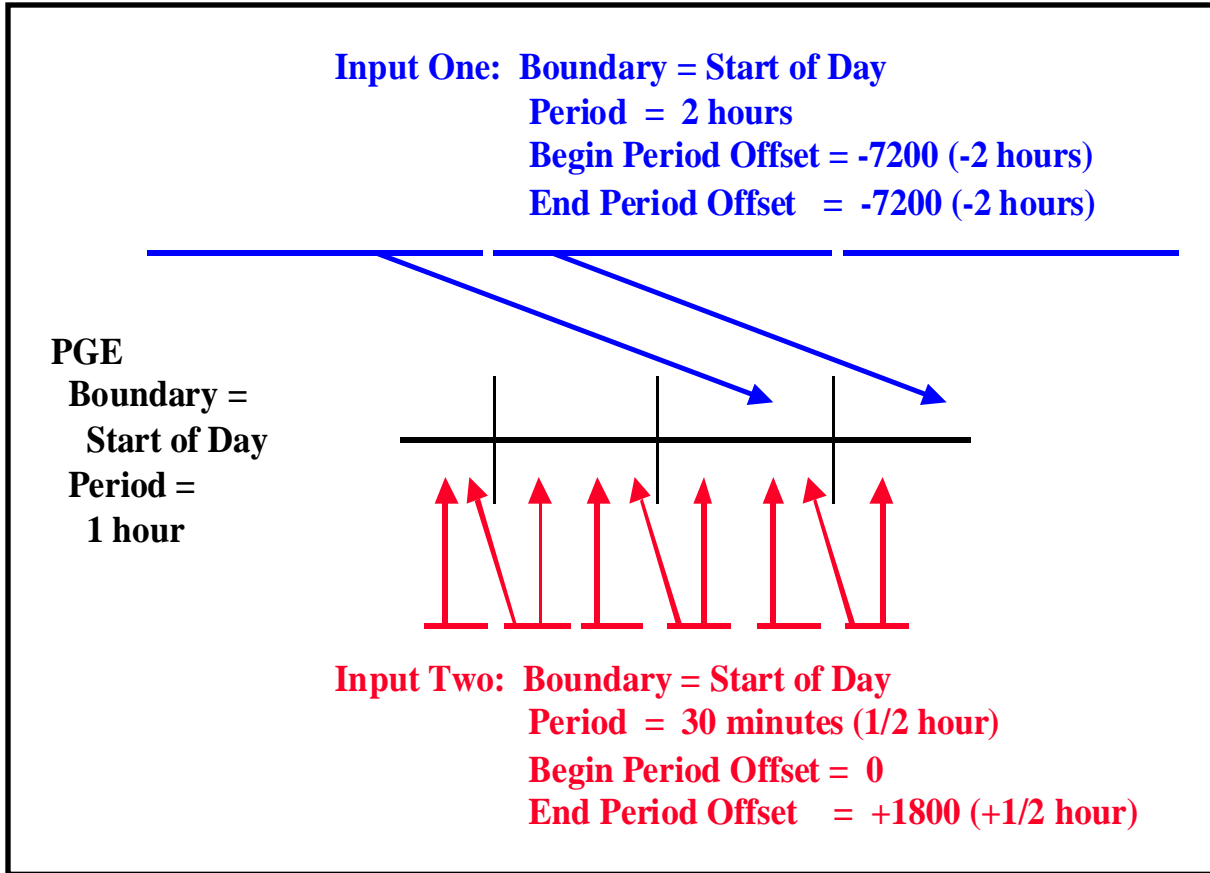 Input One: Boundary = Start of Day
Period = 2 hours
Begin Period Offset = -7200 (-2 hours)
End Period Offset = -7200 (-2 hours)
PGE
Boundary =
Start of Day
Period =
1 hour
Input Two: Boundary = Start of Day
Period = 30 minutes (1/2 hour)
Begin Period Offset = 0
End Period Offset = +1800 (+1/2 hour)